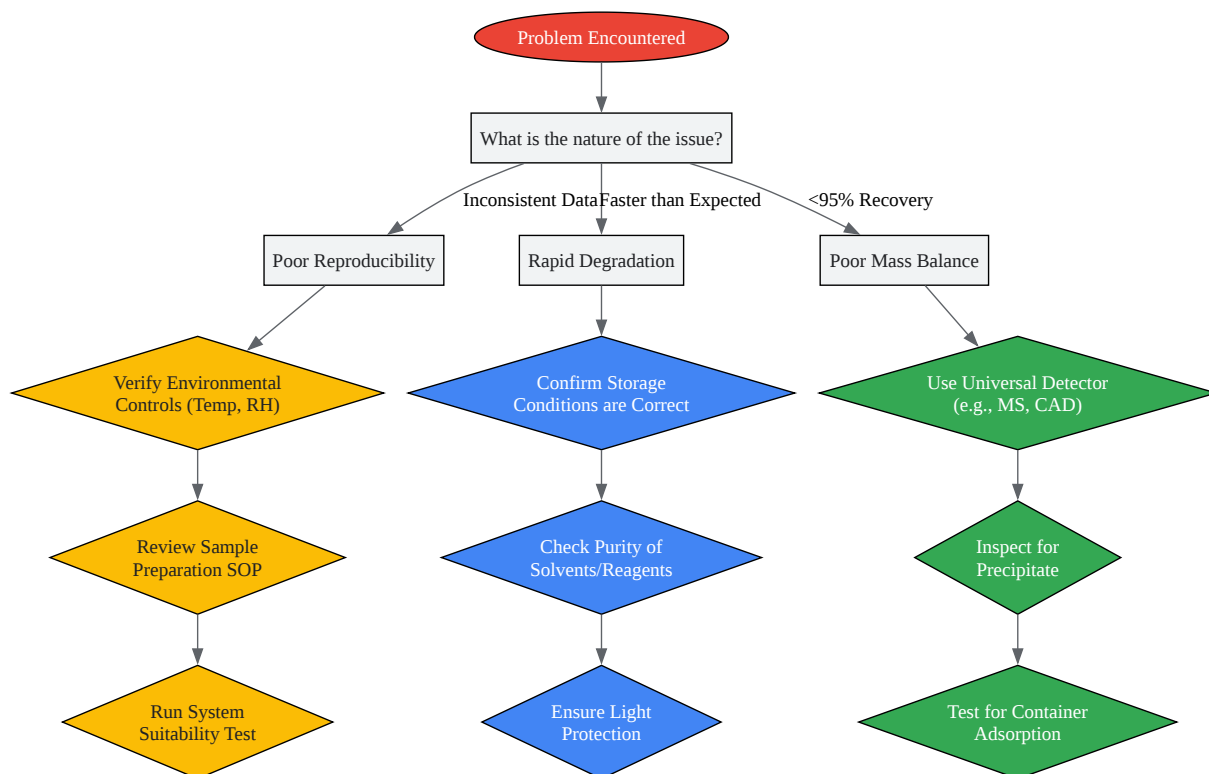 Problem Encountered
What is the nature of the issue?
Inconsistent Data
Faster than Expected
<95% Recovery
Poor Reproducibility
Rapid Degradation
Poor Mass Balance
Verify Environmental
Controls (Temp, RH)
Confirm Storage
Conditions are Correct
Use Universal Detector
(e.g., MS, CAD)
Review Sample
Preparation SOP
Check Purity of
Solvents/Reagents
Inspect for
Precipitate
Run System
Suitability Test
Ensure Light
Protection
Test for Container
Adsorption